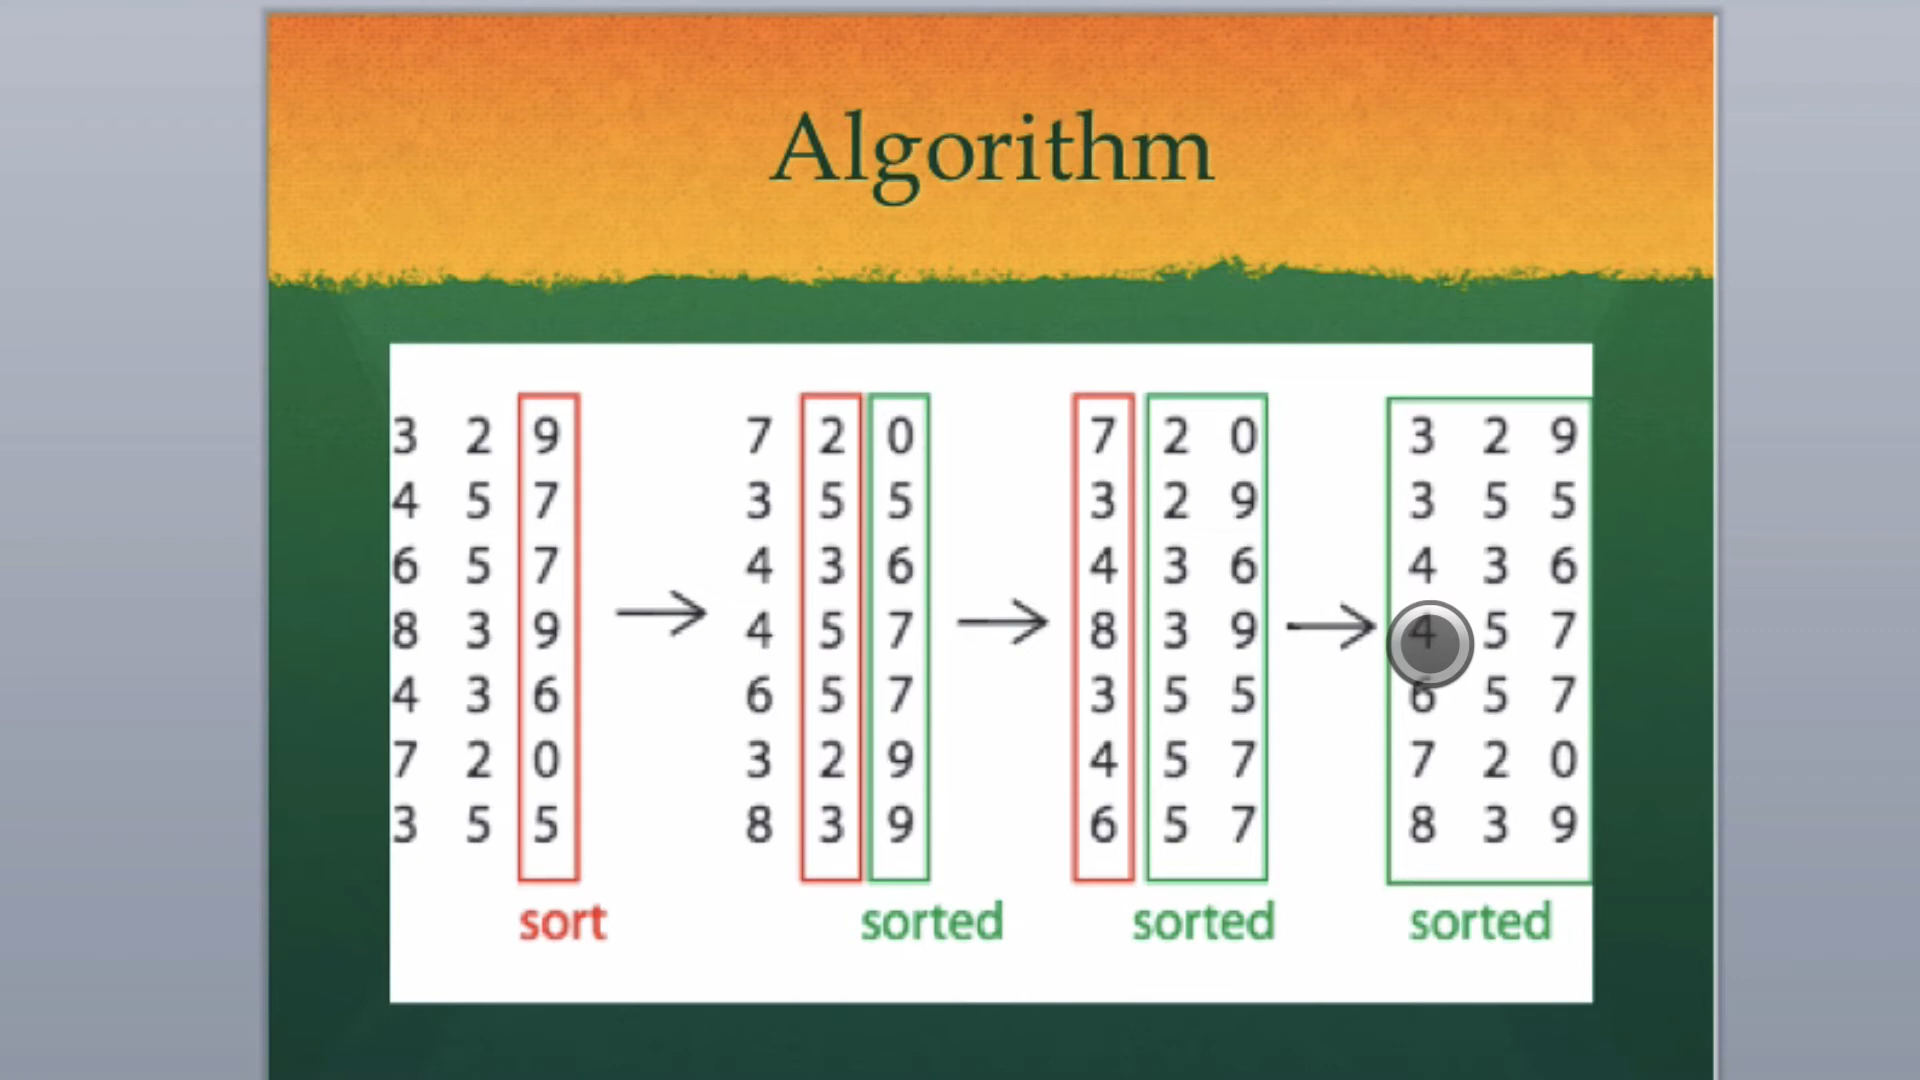 Algorithm
3 2 9 7 2 0 7 2 0 3 2 9
4 5 7 3 5 5 3 2 9 3 5 5
6 5 7 4 3 6 4 3 6 4 3 6
8 3 9 4 5 7 8 3 9 4 5 7
4 3 6 6 5 7 3 5 5 6 5 7
7 2 0 3 2 9 4 5 7 7 2 0
3 5 5 8 3 9 6 5 7 8 3 9
sort sorted sorted sorted